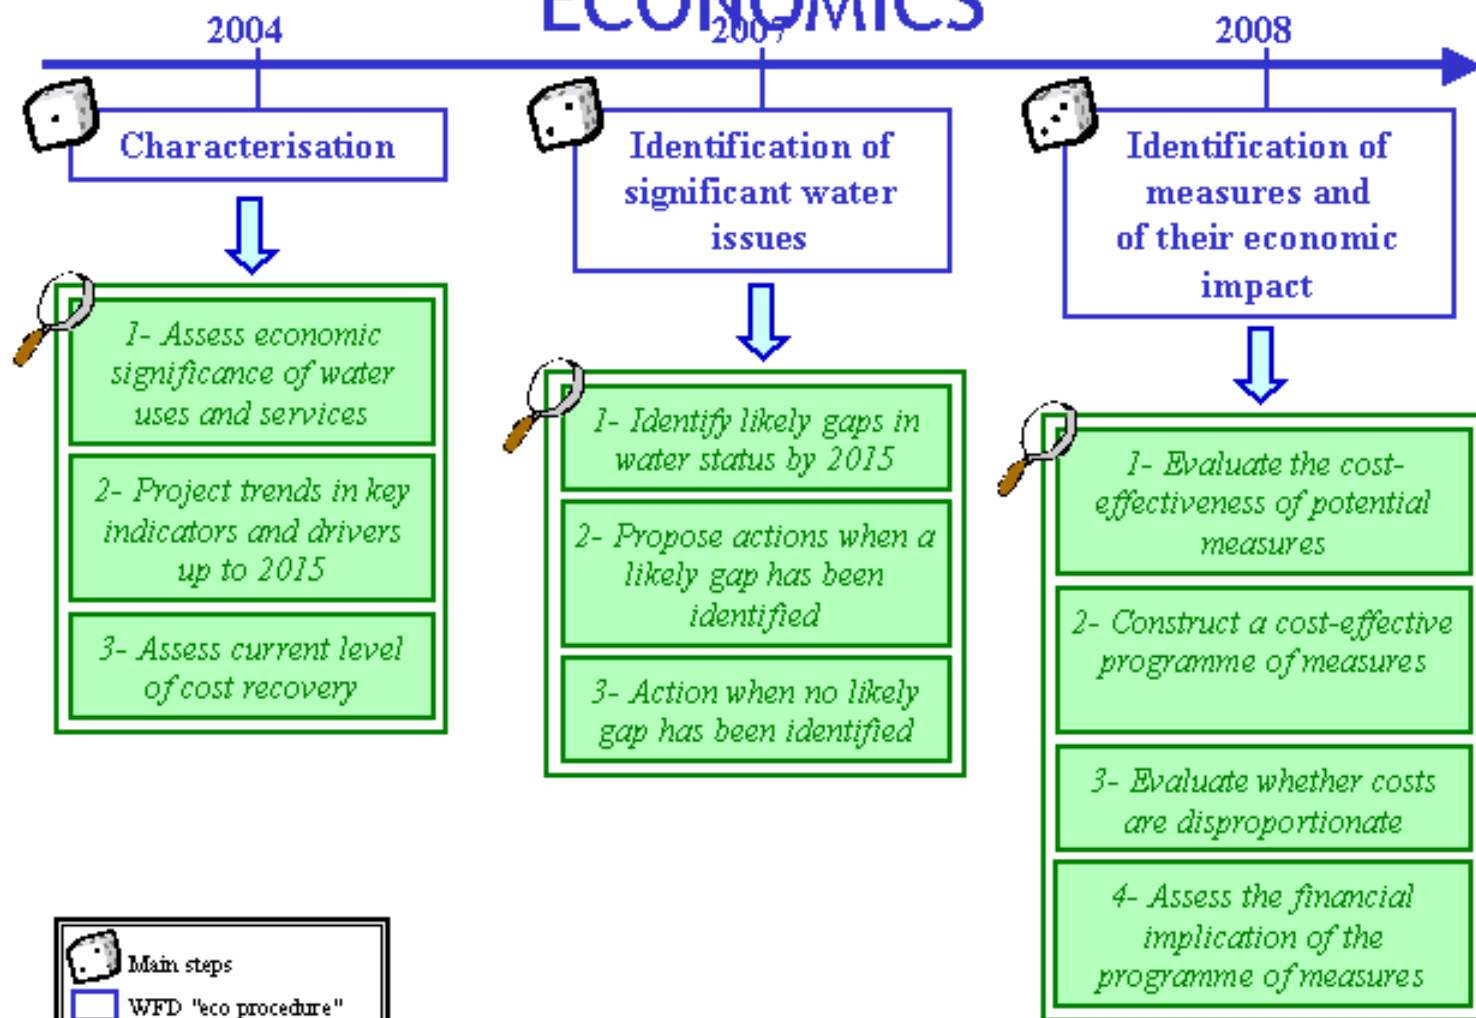 ECONOMICS
2004
2007
2008
Characterisation
Identification of
significant water
issues
Identification of
measures and
of their economic
impact
1- Assess economic
significance of water
uses and services
2- Project trends in key
indicators and drivers
up to 2015
3- Assess current level
of cost recovery
1- Identify likely gaps in
water status by 2015
2- Propose actions when a
likely gap has been
identified
3- Action when no likely
gap has been identified
1- Evaluate the cost-
effectiveness of potential
measures
2- Construct a cost-effective
programme of measures
3- Evaluate whether costs
are disproportionate
4- Assess the financial
implication of the
programme of measures
Main steps
WFD "eco procedure"